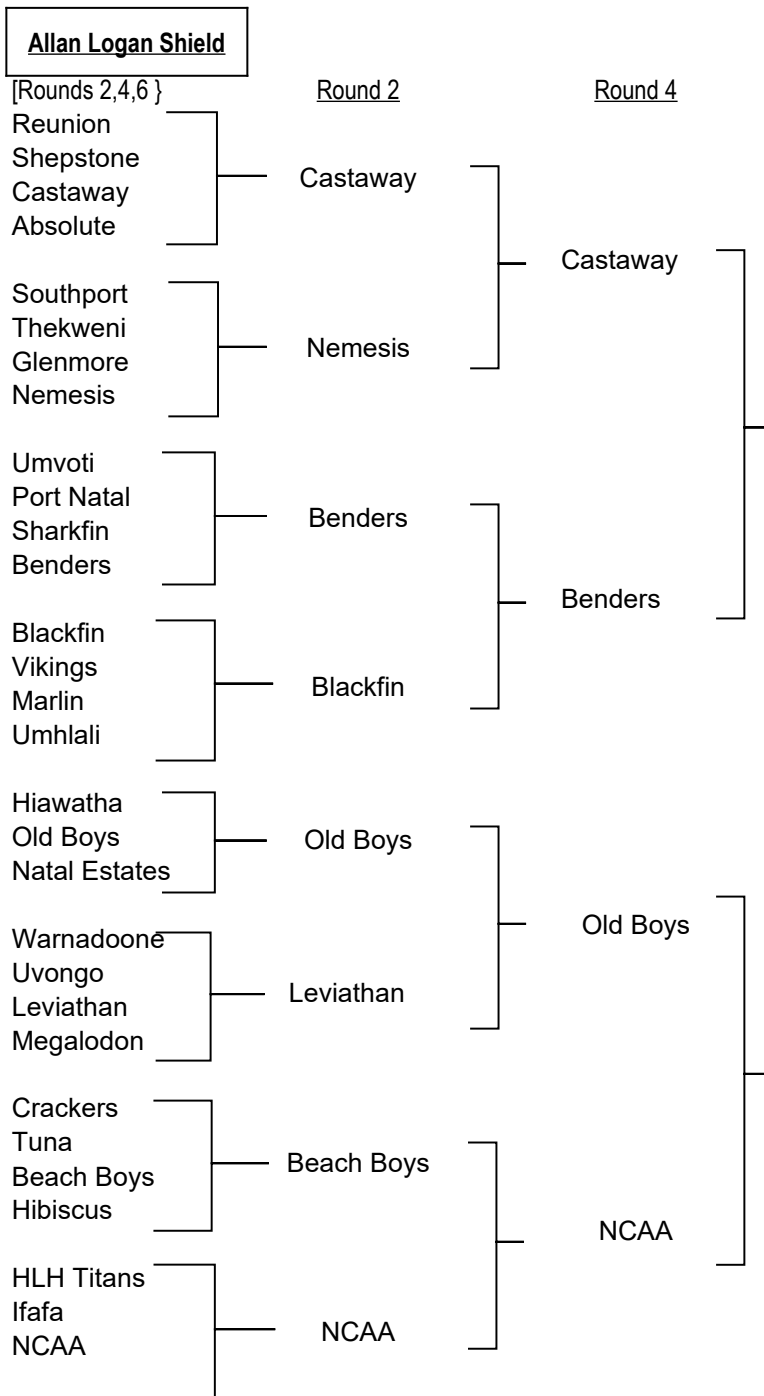 Allan Logan Shield
[Rounds 2,4,6 }
Round 2
Round 4
Reunion
Shepstone
Castaway
Absolute
Castaway
Castaway
Southport
Thekweni
Glenmore
Nemesis
Nemesis
Umvoti
Port Natal
Sharkfin
Benders
Benders
Benders
Blackfin
Vikings
Marlin
Umhlali
Blackfin
Hiawatha
Old Boys
Natal Estates
Old Boys
Old Boys
Warnadoone
Uvongo
Leviathan
Megalodon
Leviathan
Crackers
Tuna
Beach Boys
Hibiscus
Beach Boys
NCAA
HLH Titans
Ifafa
NCAA
NCAA